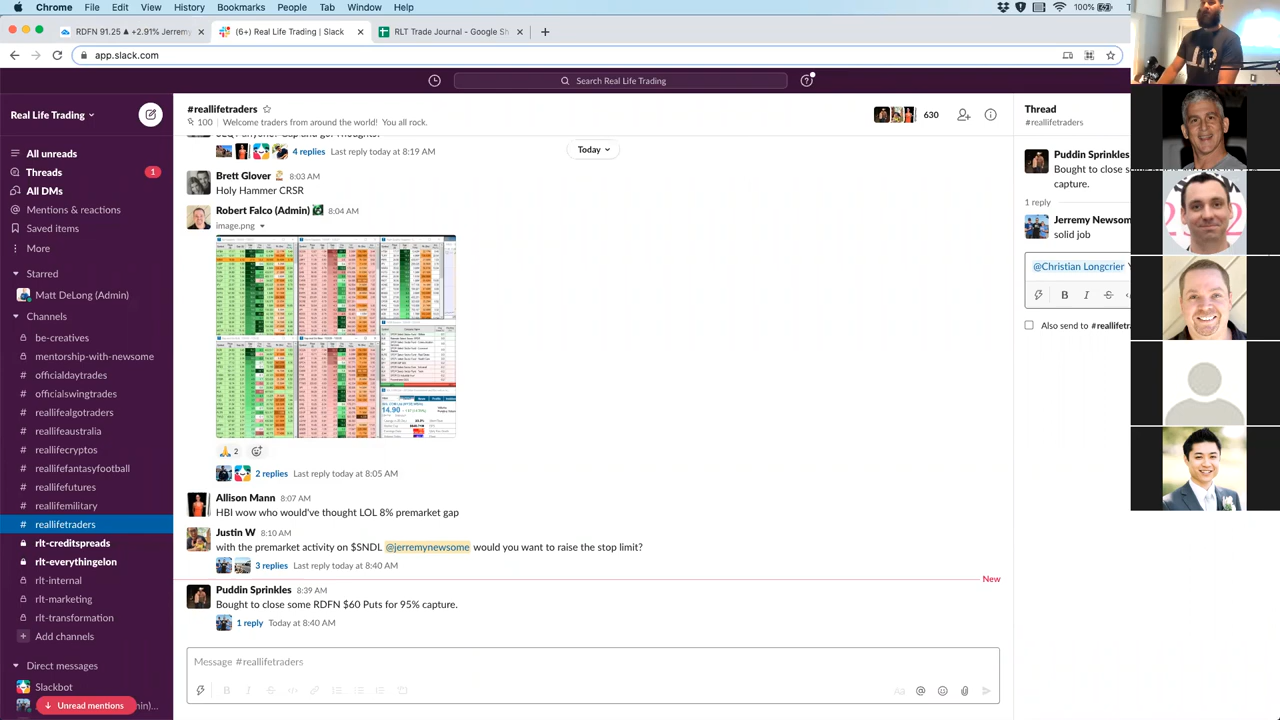 Chrome File Edit View History Bookmarks People Tab Window Help
100%
RDFN 91.25 ▲ +2.91% Jerremy
(6+) Real Life Trading | Slack
RLT Trade Journal - Google Sh
app.slack.com
Search Real Life Trading
Real Life Trading
All unreads
Threads 1
All DMs
Mentions & reactions
Saved items
More
Starred
Matt DeLong (Admin)
Channels
be-creatives
mentorship-with-newsome
officialdaytrades
officialswingtrades
reallifealgotraders
reallifeaustralia
reallifecryptos
reallifefantasyfootball
reallifefutures
reallifemilitary
reallifetraders
rlt-creditspreads
rlt-everythingelon
rlt-internal
rlt-marketing
rlt-transformation
Add channels
Direct messages
Slackbot
Unread mentions
#reallifetraders
100 | Welcome traders from around the world! You all rock.
630
Today
4 replies Last reply today at 8:19 AM
Brett Glover 8:03 AM
Holy Hammer CRSR
Robert Falco (Admin) 8:04 AM
image.png
14.90
2
2 replies Last reply today at 8:05 AM
Allison Mann 8:07 AM
HBI wow who would've thought LOL 8% premarket gap
Justin W 8:10 AM
with the premarket activity on $SNDL @jerremynewsome would you want to raise the stop limit?
3 replies Last reply today at 8:40 AM
New
Puddin Sprinkles 8:39 AM
Bought to close some RDFN $60 Puts for 95% capture.
1 reply Today at 8:40 AM
Message #reallifetraders
Thread
#reallifetraders
Puddin Sprinkles
Bought to close
capture.
1 reply
Jerremy Newsom
solid job
@Christian Longcrier
Also send to #reallifetra